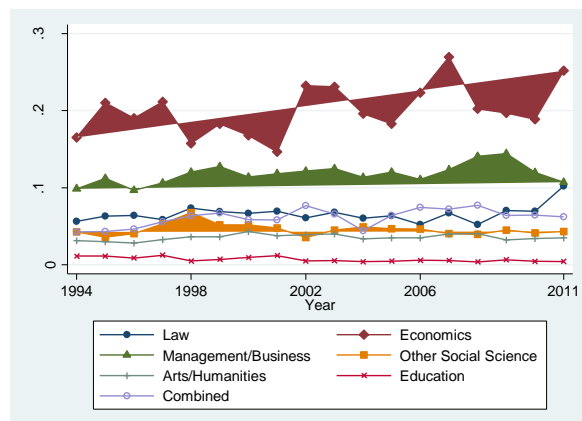 .3
.2
.1
0
1994 1998 2002 2006 2011
Year
Law Economics
Management/Business Other Social Science
Arts/Humanities Education
Combined